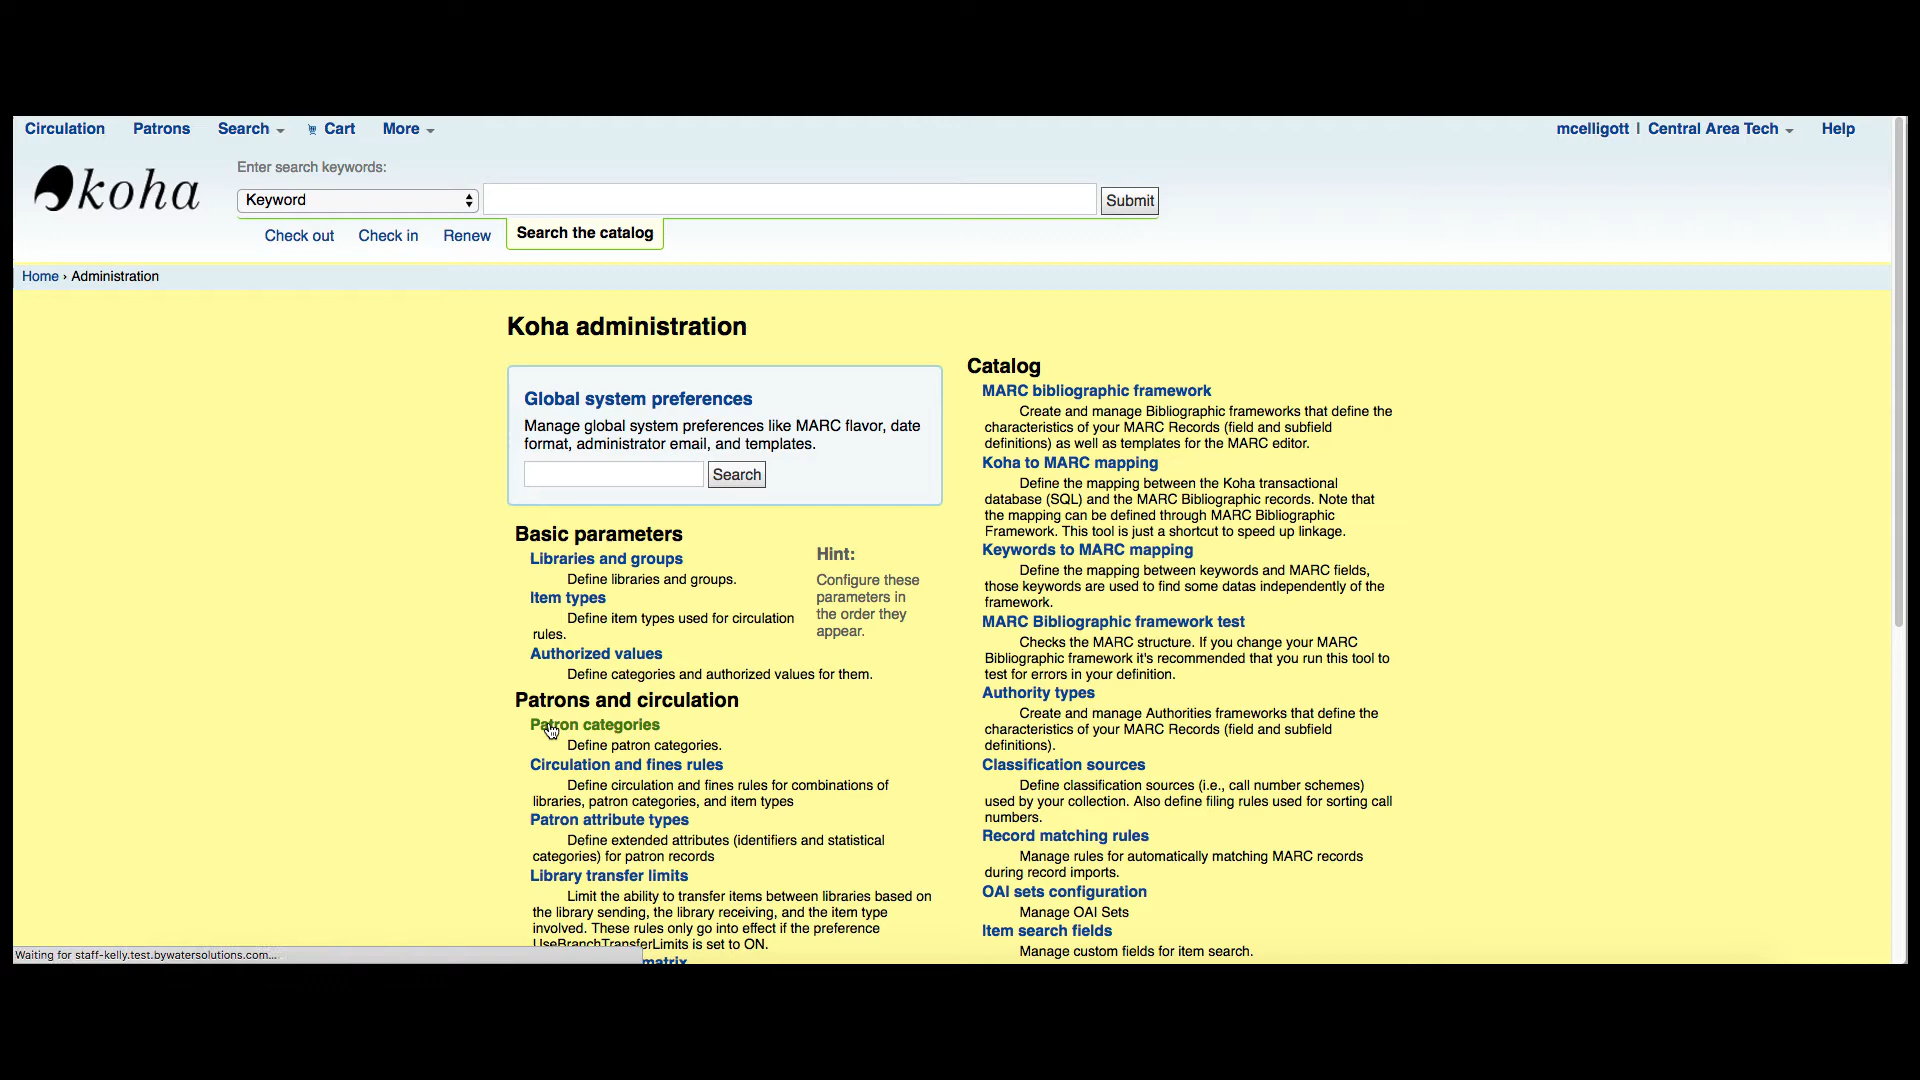 Circulation Patrons Search Cart More mcelligott | Central Area Tech Help
koha
Enter search keywords:
Keyword Submit
Check out Check in Renew Search the catalog
Home › Administration
Koha administration
Global system preferences
Manage global system preferences like MARC flavor, date
format, administrator email, and templates.
Search
Basic parameters
Libraries and groups
Define libraries and groups.
Item types
Define item types used for circulation
rules.
Authorized values
Define categories and authorized values for them.
Hint:
Configure these
parameters in
the order they
appear.
Patrons and circulation
Patron categories
Define patron categories.
Circulation and fines rules
Define circulation and fines rules for combinations of
libraries, patron categories, and item types
Patron attribute types
Define extended attributes (identifiers and statistical
categories) for patron records
Library transfer limits
Limit the ability to transfer items between libraries based on
the library sending, the library receiving, and the item type
involved. These rules only go into effect if the preference
UseBranchTransferLimits is set to ON.
matrix
Catalog
MARC bibliographic framework
Create and manage Bibliographic frameworks that define the
characteristics of your MARC Records (field and subfield
definitions) as well as templates for the MARC editor.
Koha to MARC mapping
Define the mapping between the Koha transactional
database (SQL) and the MARC Bibliographic records. Note that
the mapping can be defined through MARC Bibliographic
Framework. This tool is just a shortcut to speed up linkage.
Keywords to MARC mapping
Define the mapping between keywords and MARC fields,
those keywords are used to find some datas independently of the
framework.
MARC Bibliographic framework test
Checks the MARC structure. If you change your MARC
Bibliographic framework it's recommended that you run this tool to
test for errors in your definition.
Authority types
Create and manage Authorities frameworks that define the
characteristics of your MARC Records (field and subfield
definitions).
Classification sources
Define classification sources (i.e., call number schemes)
used by your collection. Also define filing rules used for sorting call
numbers.
Record matching rules
Manage rules for automatically matching MARC records
during record imports.
OAI sets configuration
Manage OAI Sets
Item search fields
Manage custom fields for item search.
Waiting for staff-kelly.test.bywatersolutions.com...